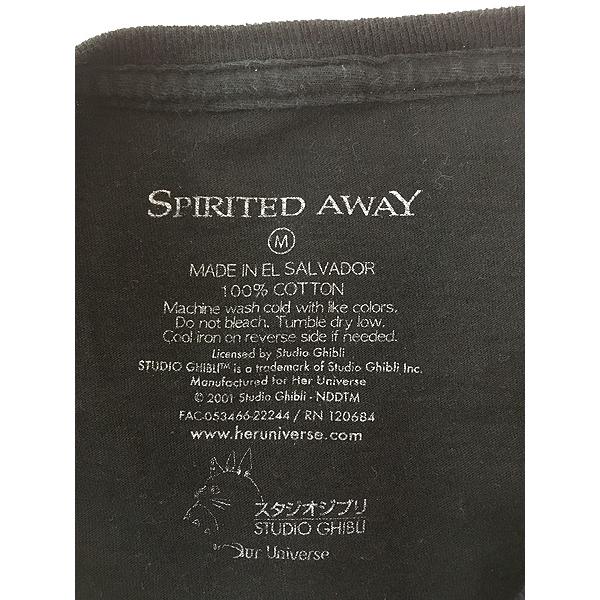 SPIRITED AWAY
M
MADE IN EL SALVADOR
100% COTTON
Machine wash cold with like colors.
Do not bleach. Tumble dry low.
Cool iron on reverse side if needed.
Licensed by Studio Ghibli
STUDIO GHIBLI™ is a trademark of Studio Ghibli Inc.
Manufactured for Her Universe
© 2001 Studio Ghibli - NDDTM
FAC-053466-22244 / RN 120684
www.heruniverse.com
スタジオジブリ
STUDIO GHIBLI
Universe